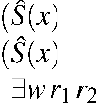 (Ŝ(x)
(Ŝ(x)
∃w r₁ r₂